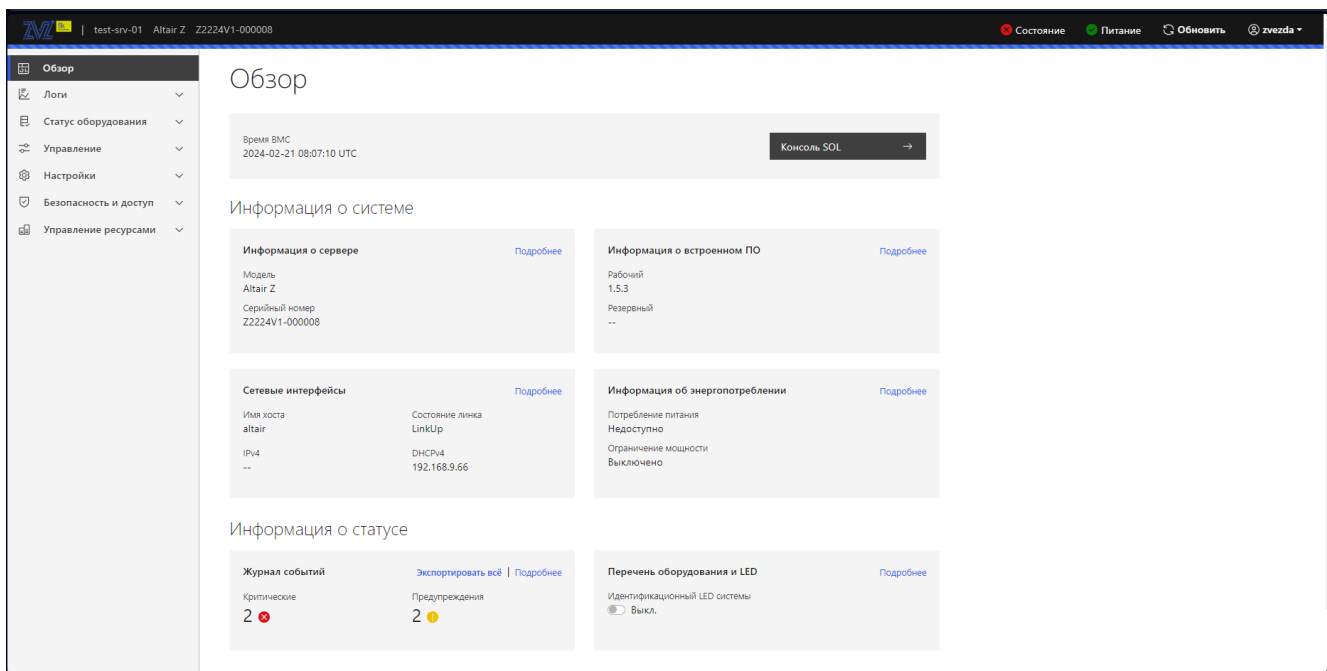 test-srv-01 Altair Z Z2224V1-000008
Состояние
Питание
Обновить
zvezda
Обзор
Логи
Статус оборудования
Управление
Настройки
Безопасность и доступ
Управление ресурсами
Обзор
Время BMC
2024-02-21 08:07:10 UTC
Консоль SOL
Информация о системе
Информация о сервере
Подробнее
Модель
Altair Z
Серийный номер
Z2224V1-000008
Информация о встроенном ПО
Подробнее
Рабочий
1.5.3
Резервный
--
Сетевые интерфейсы
Подробнее
Имя хоста
altair
Состояние линка
LinkUp
IPv4
--
DHCPv4
192.168.9.66
Информация об энергопотреблении
Подробнее
Потребление питания
Недоступно
Ограничение мощности
Выключено
Информация о статусе
Журнал событий
Экспортировать всё | Подробнее
Критические
2
Предупреждения
2
Перечень оборудования и LED
Подробнее
Идентификационный LED системы
Выкл.